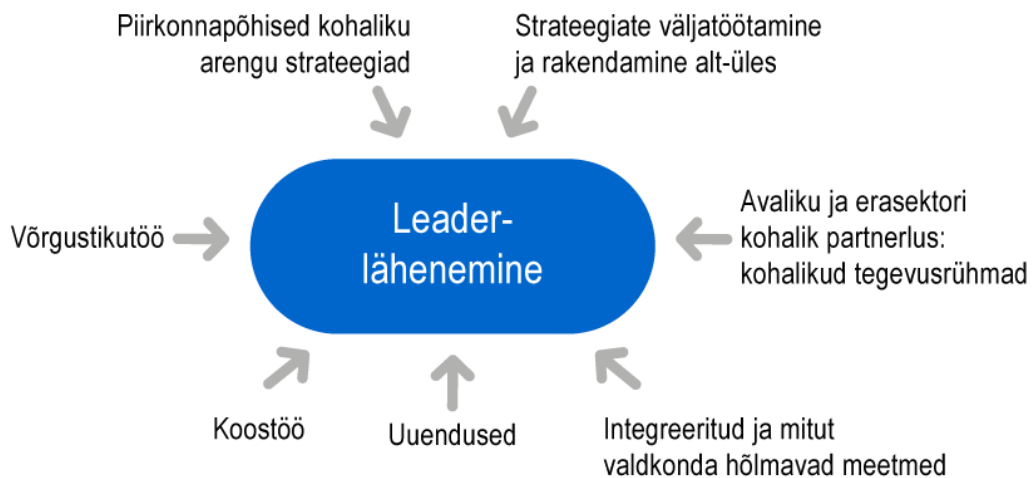 Piirkonnapõhised kohaliku
arengu strateegiad
Strateegiate väljatöötamine
ja rakendamine alt-üles
Võrgustikutöö
Leader-
lähenemine
Avaliku ja erasektori
kohalik partnerlus:
kohalikud tegevusrühmad
Koostöö
Uuendused
Integreeritud ja mitut
valdkonda hõlmavad meetmed